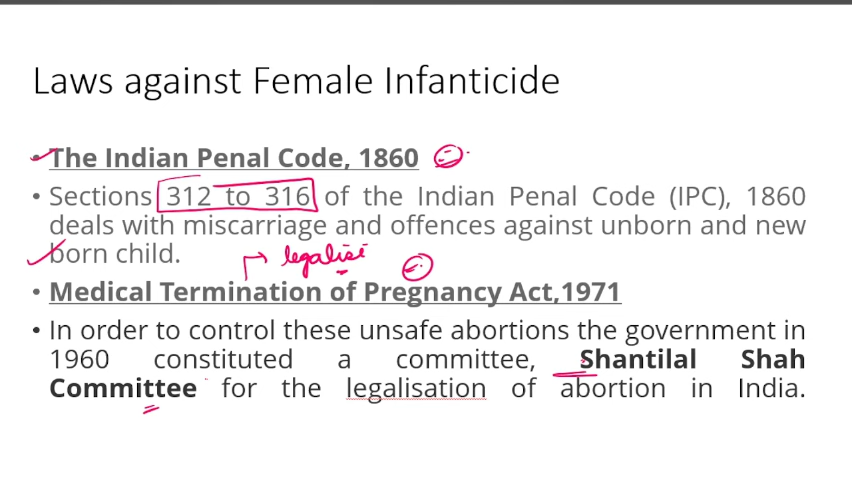 Laws against Female Infanticide
• The Indian Penal Code, 1860
• Sections 312 to 316 of the Indian Penal Code (IPC), 1860
deals with miscarriage and offences against unborn and new
born child.
legalise
• Medical Termination of Pregnancy Act,1971
• In order to control these unsafe abortions the government in
1960 constituted a committee, Shantilal Shah
Committee for the legalisation of abortion in India.